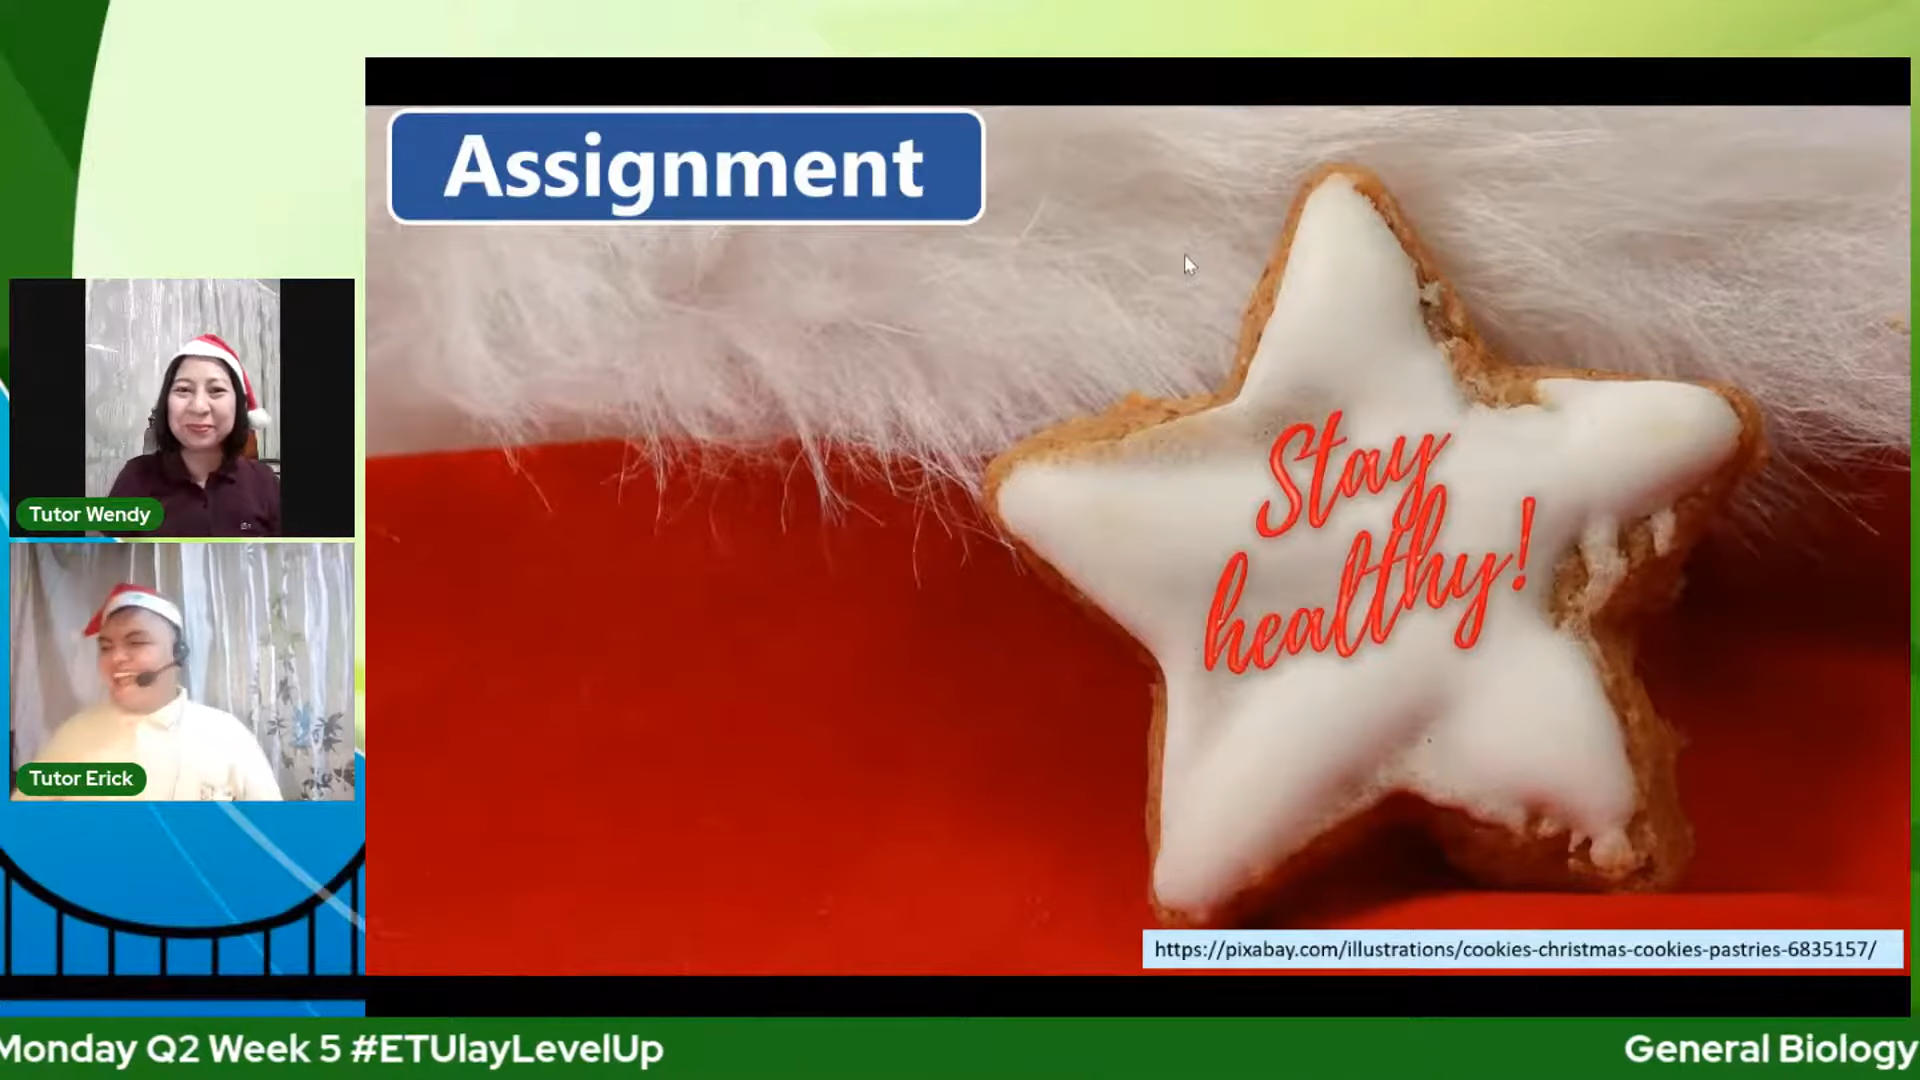 Assignment
Stay
healthy!
https://pixabay.com/illustrations/cookies-christmas-cookies-pastries-6835157/
Tutor Wendy
Tutor Erick
Monday Q2 Week 5 #ETUlayLevelUp
General Biology